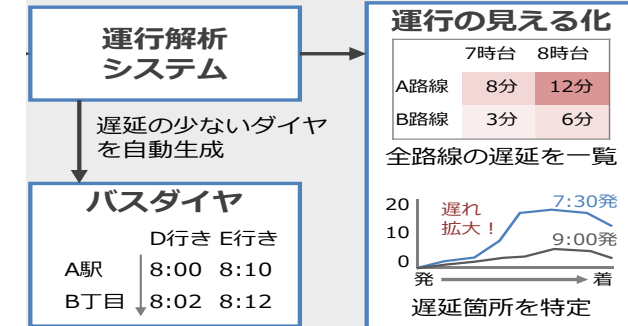 運行解析
システム
遅延の少ないダイヤ
を自動生成
バスダイヤ
D行き E行き
A駅 8:00 8:10
B丁目 8:02 8:12
運行の見える化
7時台 8時台
A路線 8分 12分
B路線 3分 6分
全路線の遅延を一覧
20
10
0
遅れ
拡大！
7:30発
9:00発
発 着
遅延箇所を特定